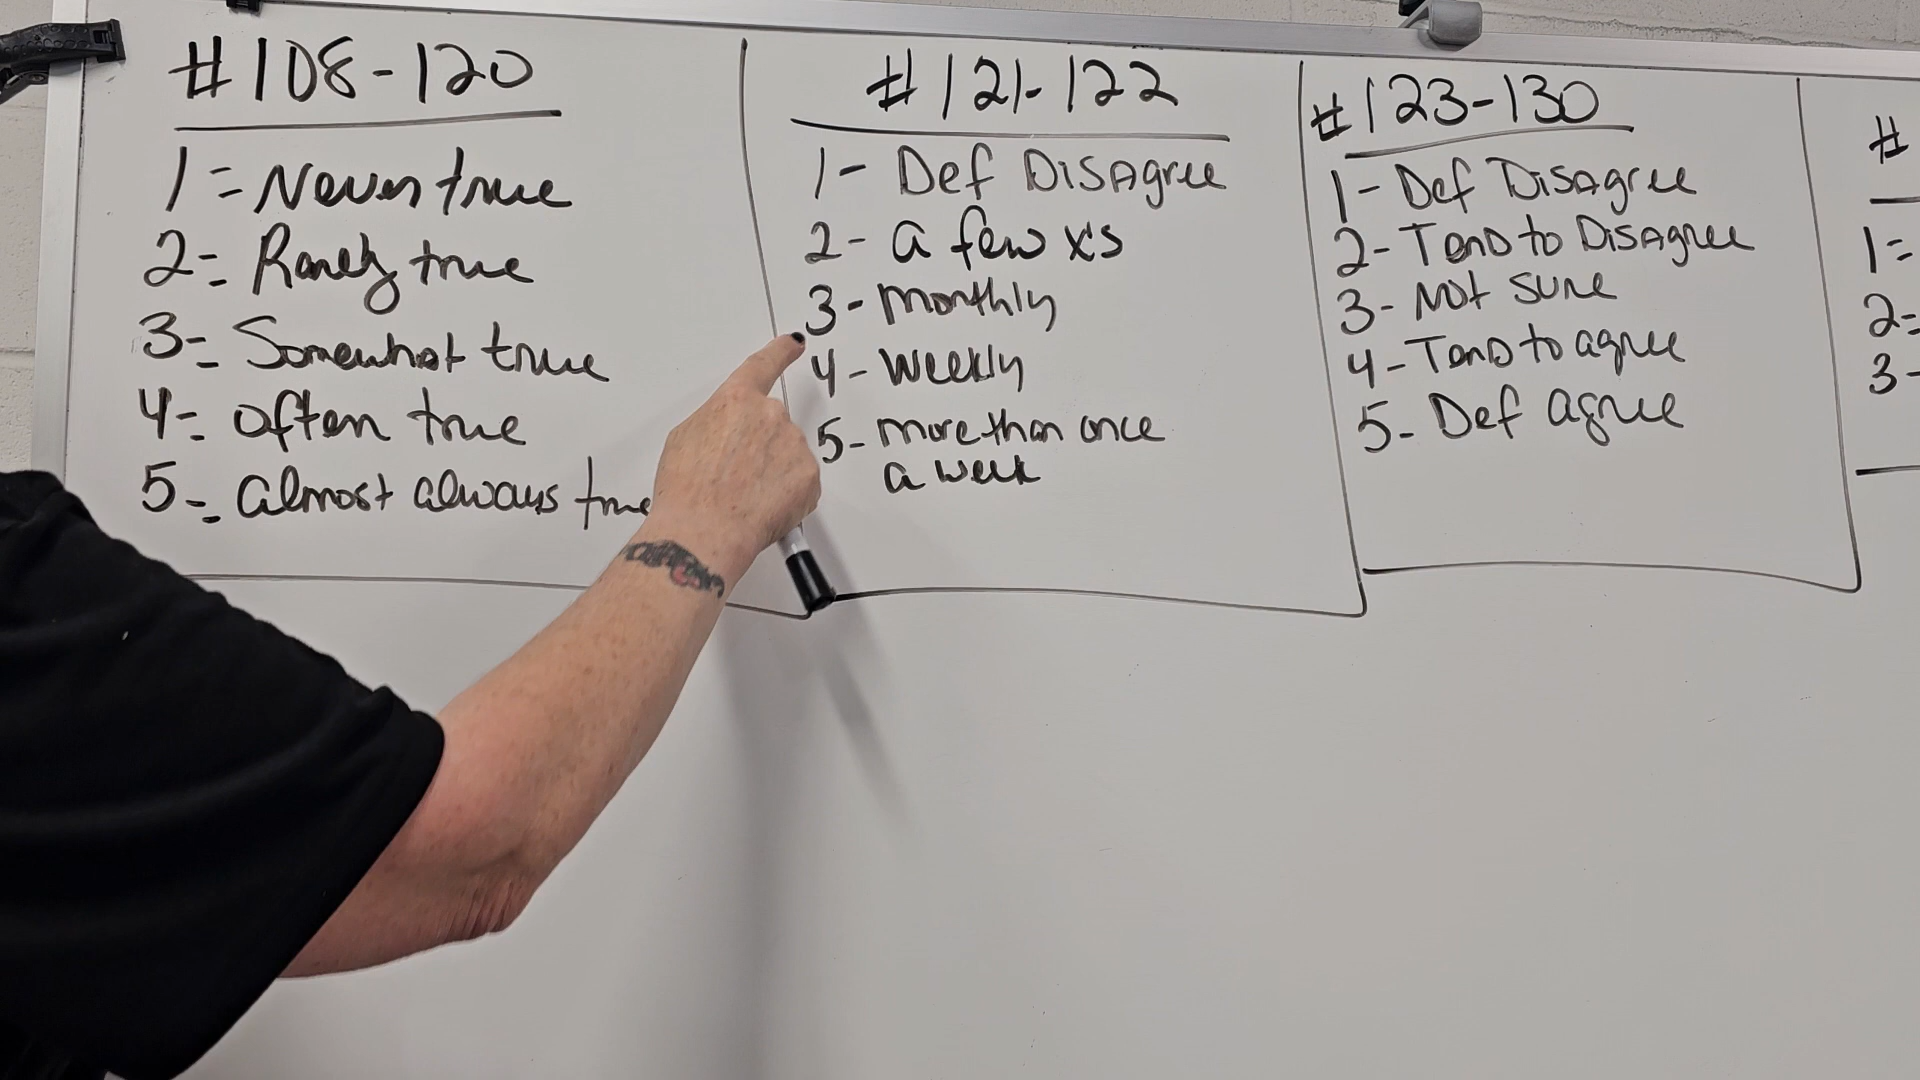 #108-120
1=Never true
2= Rarely true
3= Somewhat true
4= often true
5= almost always true
#121-122
1- Def DISAgree
2- a few x's
3- monthly
4- Weekly
5- more than once
a week
#123-130
1- Def DISAgree
2- TenD to DISAgree
3- Not sure
4- TenD to agree
5- Def agree
#
1=
2=
3-